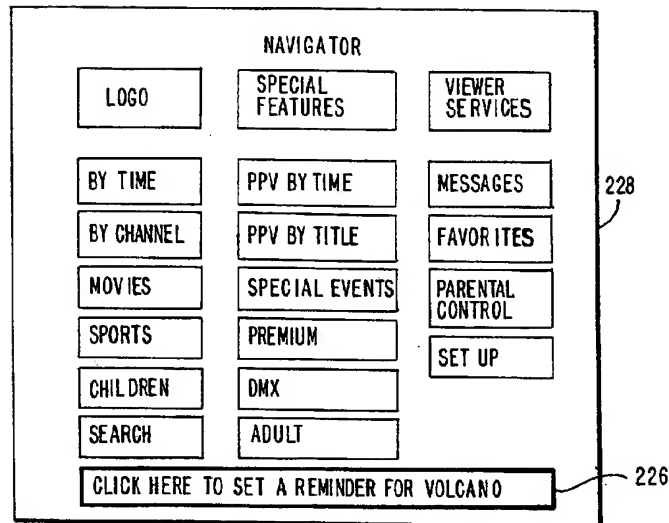 NAVIGATOR
LOGO
SPECIAL
FEATURES
VIEWER
SERVICES
BY TIME
PPV BY TIME
MESSAGES
BY CHANNEL
PPV BY TITLE
FAVORITES
MOVIES
SPECIAL EVENTS
PARENTAL
CONTROL
SPORTS
PREMIUM
SET UP
CHILDREN
DMX
SEARCH
ADULT
CLICK HERE TO SET A REMINDER FOR VOLCANO
228
226